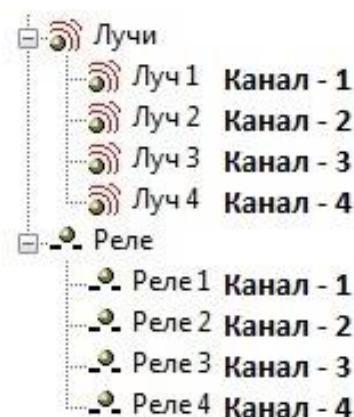 Лучи
Луч 1 Канал - 1
Луч 2 Канал - 2
Луч 3 Канал - 3
Луч 4 Канал - 4
Реле
Реле 1 Канал - 1
Реле 2 Канал - 2
Реле 3 Канал - 3
Реле 4 Канал - 4